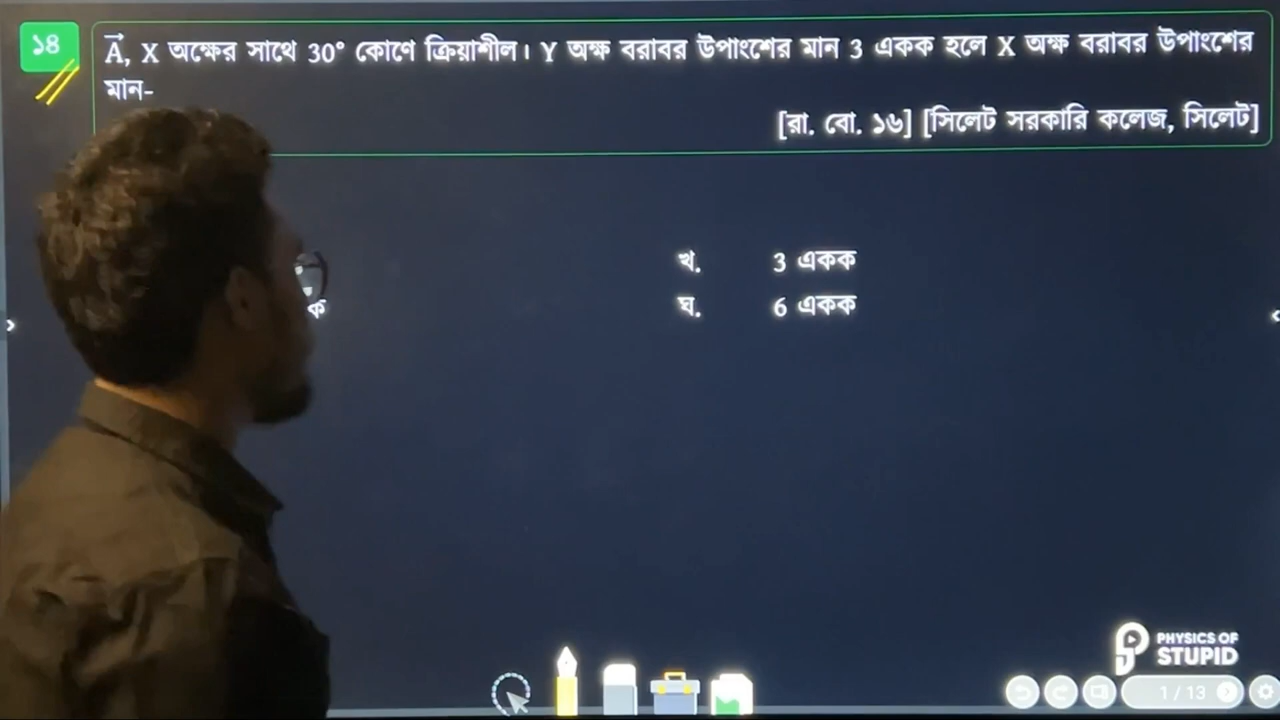 ১৪
A⃗, X অক্ষের সাথে 30° কোণে ক্রিয়াশীল। Y অক্ষ বরাবর উপাংশের মান 3 একক হলে X অক্ষ বরাবর উপাংশের
মান-
[রা. বো. ১৬] [সিলেট সরকারি কলেজ, সিলেট]
খ. 3 একক
ঘ. 6 একক
PHYSICS OF
STUPID
1 / 13